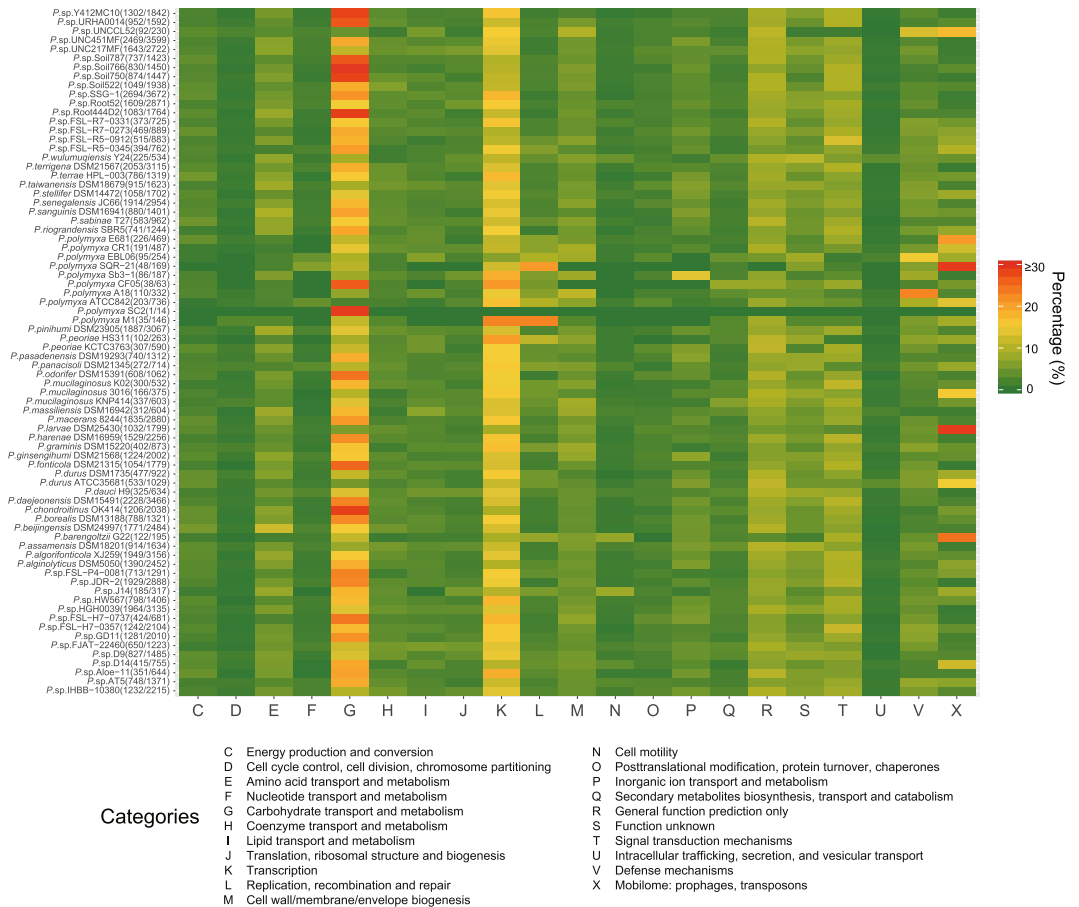 P.sp.Y412MC10(1302/1842)
P.sp.URHA0014(952/1592)
P.sp.UNCCL52(92/230)
P.sp.UNC451MF(2469/3599)
P.sp.UNC217MF(1643/2722)
P.sp.Soil787(737/1423)
P.sp.Soil766(830/1450)
P.sp.Soil750(874/1447)
P.sp.Soil522(1049/1938)
P.sp.SSG-1(2694/3672)
P.sp.Root52(1609/2871)
P.sp.Root444D2(1083/1764)
P.sp.FSL-R7-0331(373/725)
P.sp.FSL-R7-0273(469/889)
P.sp.FSL-R5-0912(515/883)
P.sp.FSL-R5-0345(394/762)
P.wulumuqiensis Y24(225/534)
P.terrigena DSM21567(2053/3115)
P.terrae HPL-003(786/1319)
P.taiwanensis DSM18679(915/1623)
P.stellifer DSM14472(1058/1702)
P.senegalensis JC66(1914/2954)
P.sanguinis DSM16941(880/1401)
P.sabinae T27(583/962)
P.riograndensis SBR5(741/1244)
P.polymyxa E681(226/469)
P.polymyxa CR1(191/487)
P.polymyxa EBL06(95/254)
P.polymyxa SQR-21(48/169)
P.polymyxa Sb3-1(86/187)
P.polymyxa CF05(38/63)
P.polymyxa A18(110/332)
P.polymyxa ATCC842(203/736)
P.polymyxa SC2(1/14)
P.polymyxa M1(35/146)
P.pinihumi DSM23905(1887/3067)
P.peoriae HS311(102/263)
P.peoriae KCTC3763(307/590)
P.pasadenensis DSM19293(740/1312)
P.panacisoli DSM21345(272/714)
P.odorifer DSM15391(608/1062)
P.mucilaginosus K02(300/532)
P.mucilaginosus 3016(166/375)
P.mucilaginosus KNP414(337/603)
P.massiliensis DSM16942(312/604)
P.macerans 8244(1835/2880)
P.larvae DSM25430(1032/1799)
P.harenae DSM16959(1529/2256)
P.graminis DSM15220(402/873)
P.ginsengihumi DSM21568(1224/2002)
P.fonticola DSM21315(1054/1779)
P.durus DSM1735(477/922)
P.durus ATCC35681(533/1029)
P.dauci H9(325/634)
P.daejeonensis DSM15491(2228/3466)
P.chondroitinus OK414(1206/2038)
P.borealis DSM13188(788/1321)
P.beijingensis DSM24997(1771/2484)
P.barengoltzii G22(122/195)
P.assamensis DSM18201(914/1634)
P.algorifonticola XJ259(1949/3156)
P.alginolyticus DSM5050(1390/2452)
P.sp.FSL-P4-0081(713/1291)
P.sp.JDR-2(1929/2888)
P.sp.J14(185/317)
P.sp.HW567(798/1406)
P.sp.HGH0039(1964/3135)
P.sp.FSL-H7-0737(424/681)
P.sp.FSL-H7-0357(1242/2104)
P.sp.GD11(1281/2010)
P.sp.FJAT-22460(650/1223)
P.sp.D9(827/1485)
P.sp.D14(415/755)
P.sp.Aloe-11(351/644)
P.sp.AT5(748/1371)
P.sp.IHBB-10380(1232/2215)
C D E F G H I J K L M N O P Q R S T U V X
≥30
20
10
0
Percentage (%)
Categories
C Energy production and conversion
D Cell cycle control, cell division, chromosome partitioning
E Amino acid transport and metabolism
F Nucleotide transport and metabolism
G Carbohydrate transport and metabolism
H Coenzyme transport and metabolism
I Lipid transport and metabolism
J Translation, ribosomal structure and biogenesis
K Transcription
L Replication, recombination and repair
M Cell wall/membrane/envelope biogenesis
N Cell motility
O Posttranslational modification, protein turnover, chaperones
P Inorganic ion transport and metabolism
Q Secondary metabolites biosynthesis, transport and catabolism
R General function prediction only
S Function unknown
T Signal transduction mechanisms
U Intracellular trafficking, secretion, and vesicular transport
V Defense mechanisms
X Mobilome: prophages, transposons